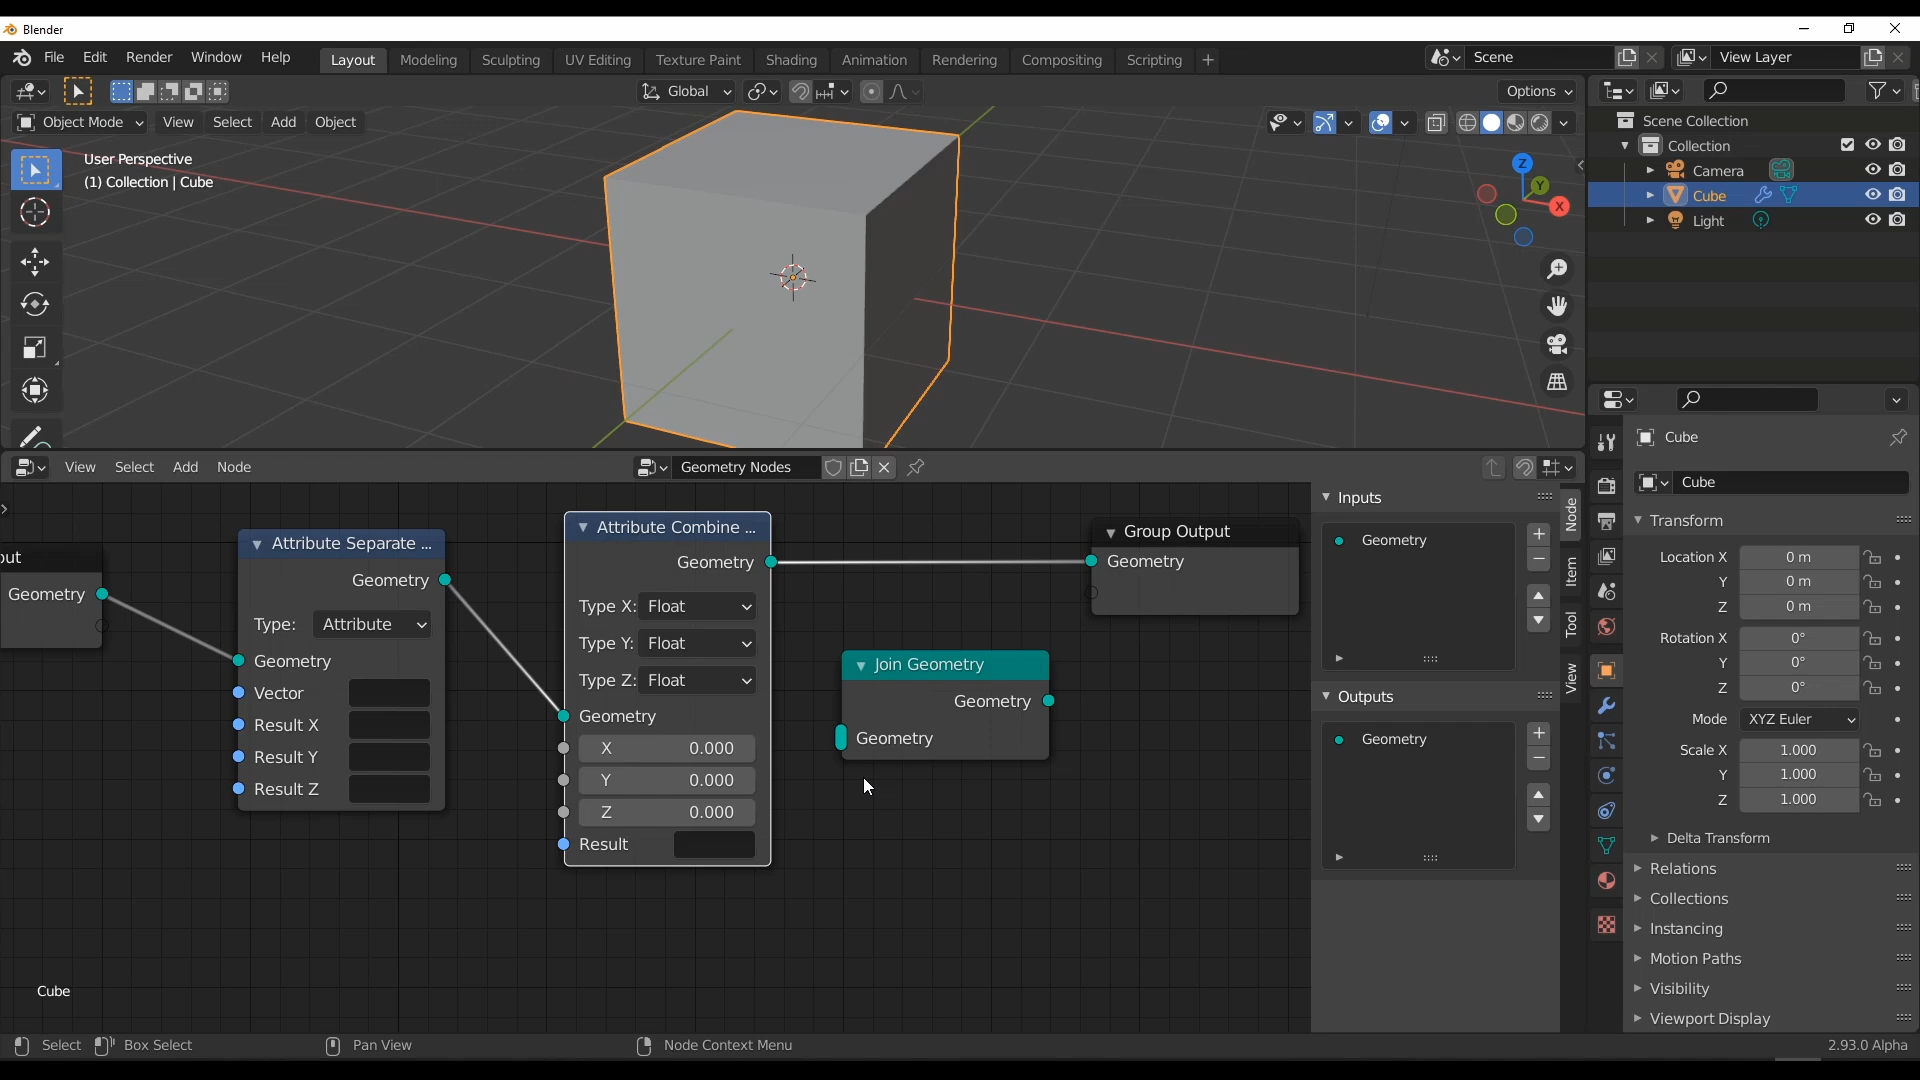 Blender
File Edit Render Window Help Layout Modeling Sculpting UV Editing Texture Paint Shading Animation Rendering Compositing Scripting + Scene View Layer
Global Options
Object Mode View Select Add Object
User Perspective
(1) Collection | Cube
Z
Y
X
Scene Collection
Collection
Camera
Cube
Light
View Select Add Node Geometry Nodes
put
Geometry
Attribute Separate ...
Geometry
Type: Attribute
Geometry
Vector
Result X
Result Y
Result Z
Attribute Combine ...
Geometry
Type X: Float
Type Y: Float
Type Z: Float
Geometry
X 0.000
Y 0.000
Z 0.000
Result
Join Geometry
Geometry
Geometry
Group Output
Geometry
Cube
Inputs
Geometry
Outputs
Geometry
Node
Item
Tool
View
Cube
Cube
Transform
Location X 0 m
Y 0 m
Z 0 m
Rotation X 0°
Y 0°
Z 0°
Mode XYZ Euler
Scale X 1.000
Y 1.000
Z 1.000
Delta Transform
Relations
Collections
Instancing
Motion Paths
Visibility
Viewport Display
Select Box Select Pan View Node Context Menu 2.93.0 Alpha